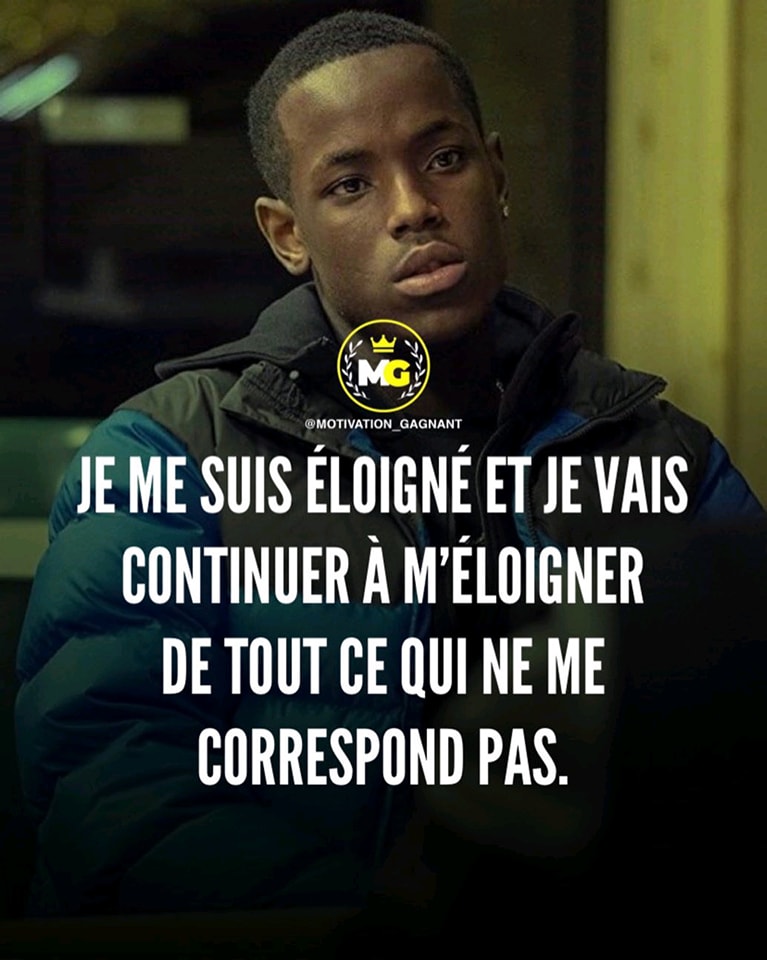 MG
@MOTIVATION_GAGNANT
JE ME SUIS ÉLOIGNÉ ET JE VAIS
CONTINUER À M’ÉLOIGNER
DE TOUT CE QUI NE ME
CORRESPOND PAS.